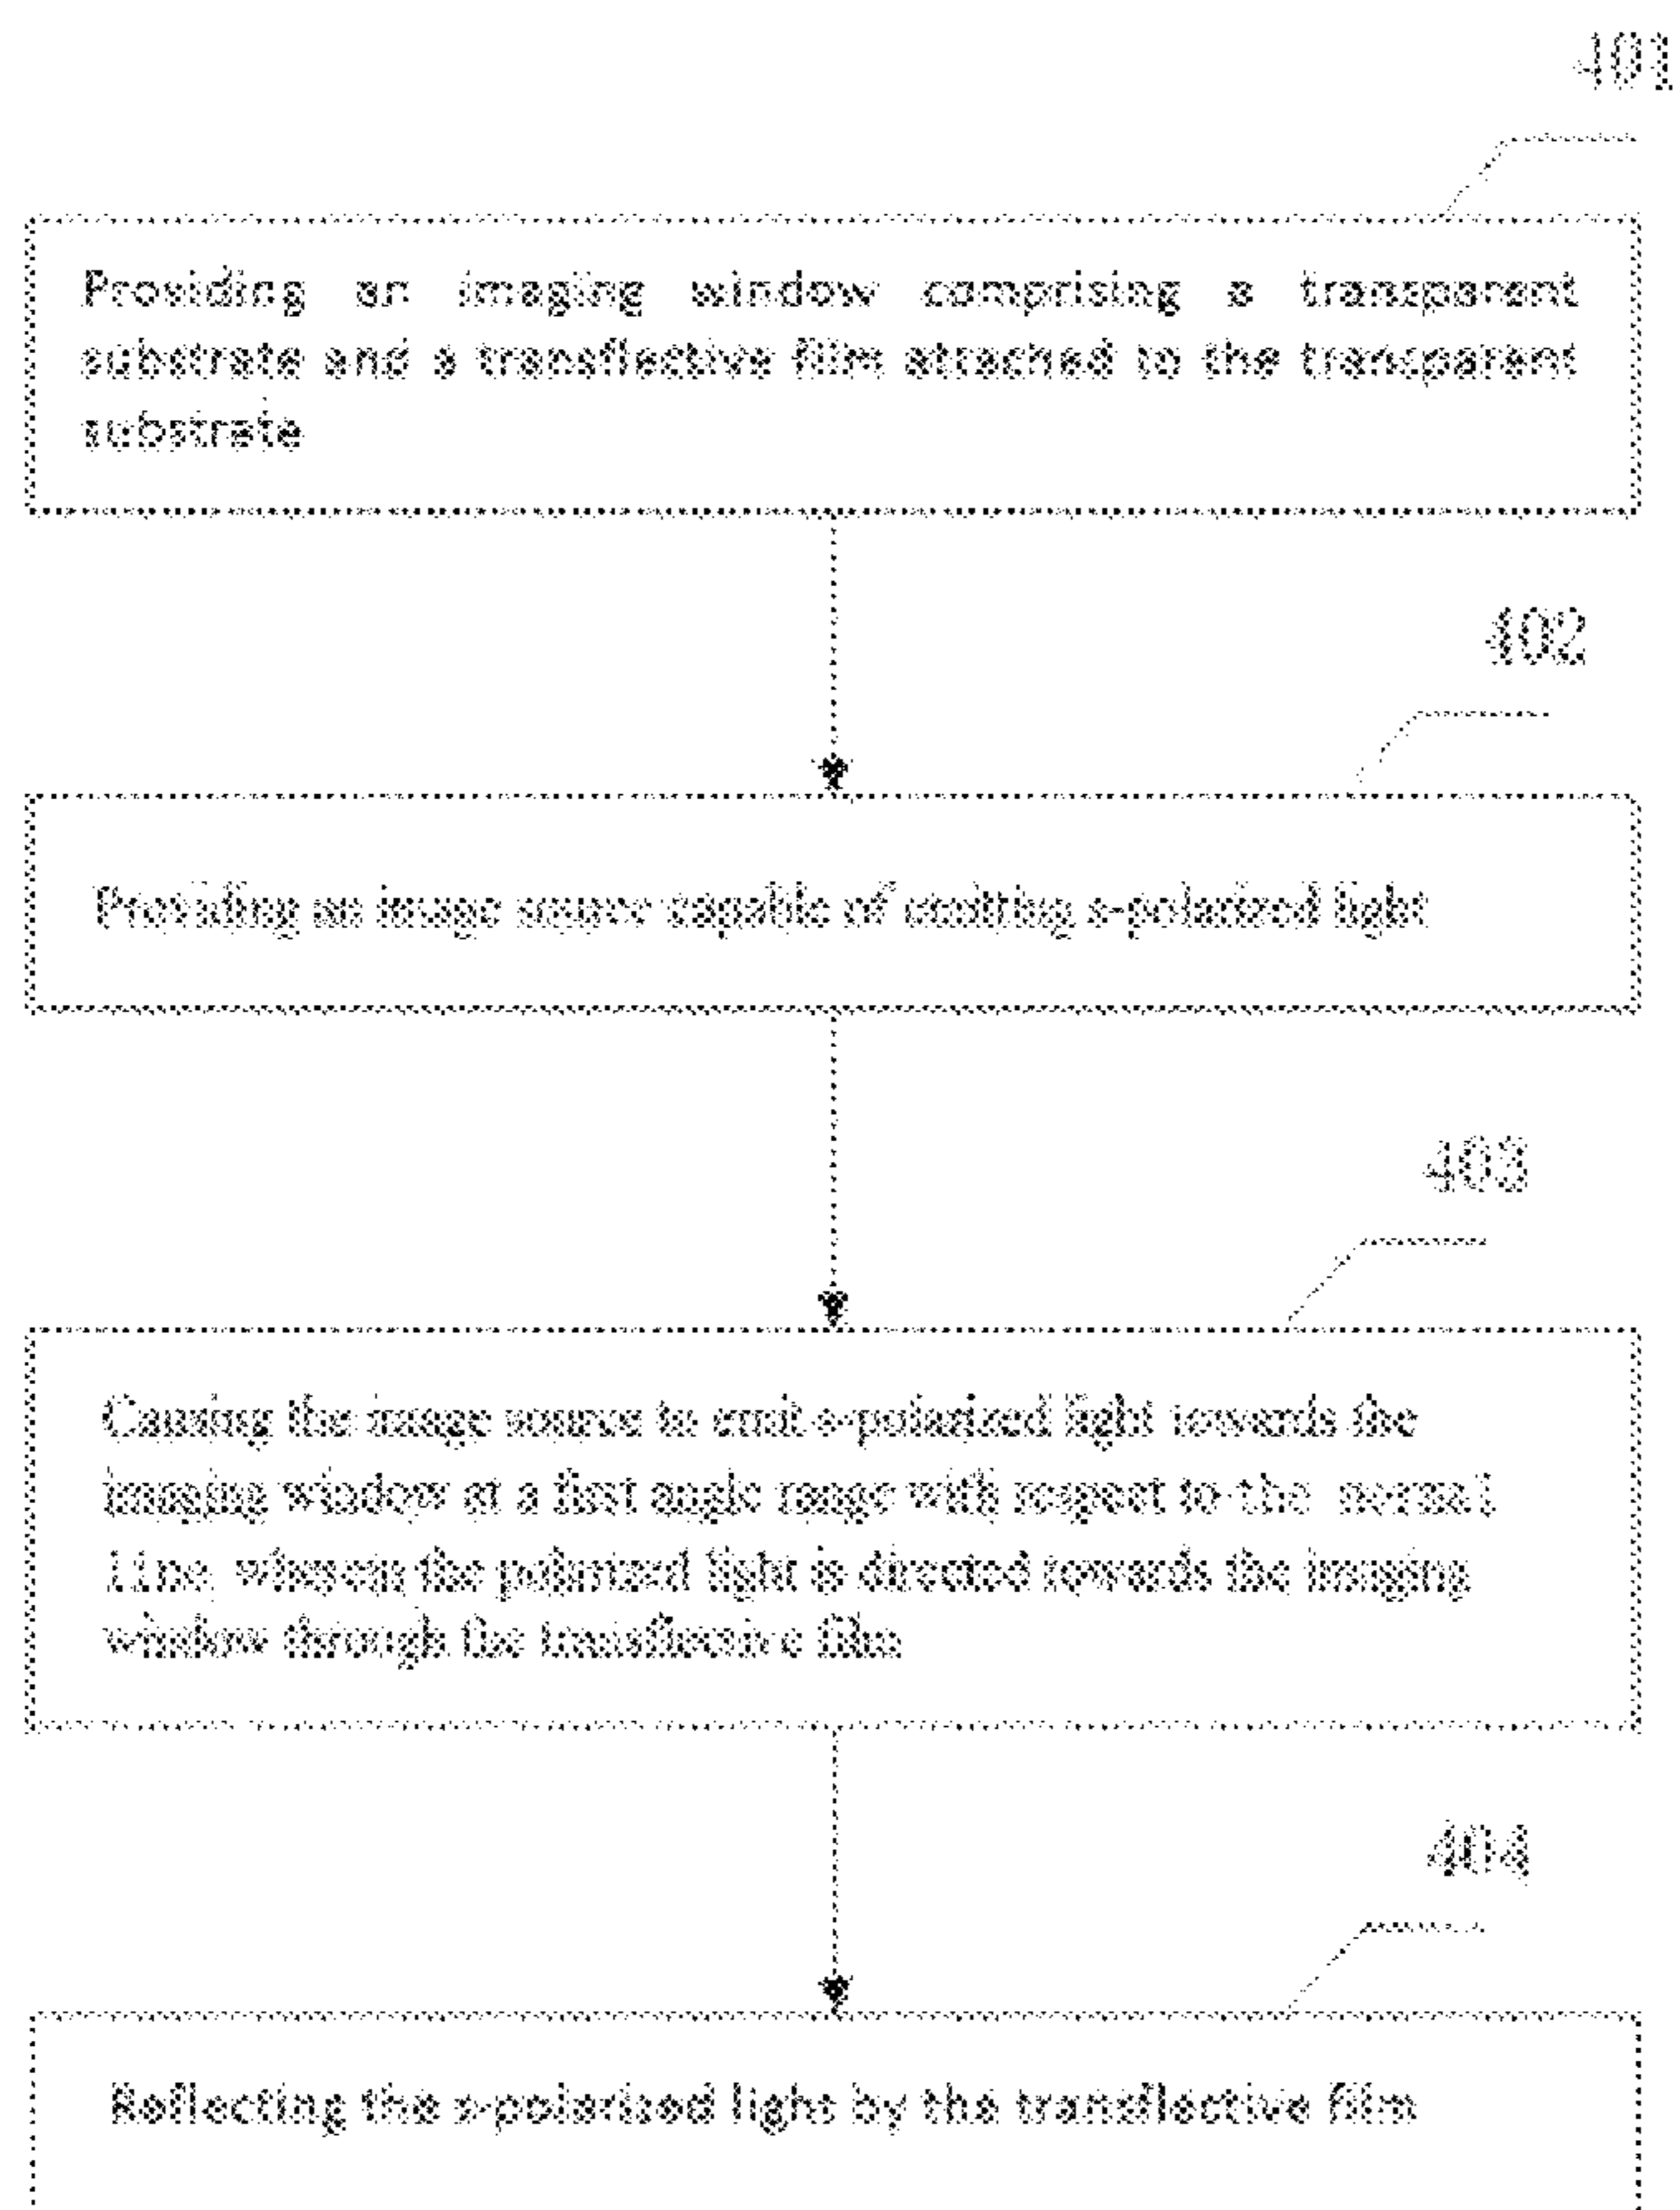 401
Providing an imaging window comprising a transparent
substrate and a transflective film attached to the transparent
substrate
402
Providing an image source capable of emitting s-polarized light
403
Causing the image source to emit s-polarized light towards the
imaging window at a first angle range with respect to the normal
line, wherein the polarized light is directed towards the imaging
window through the transflective film
404
Reflecting the s-polarized light by the transflective film